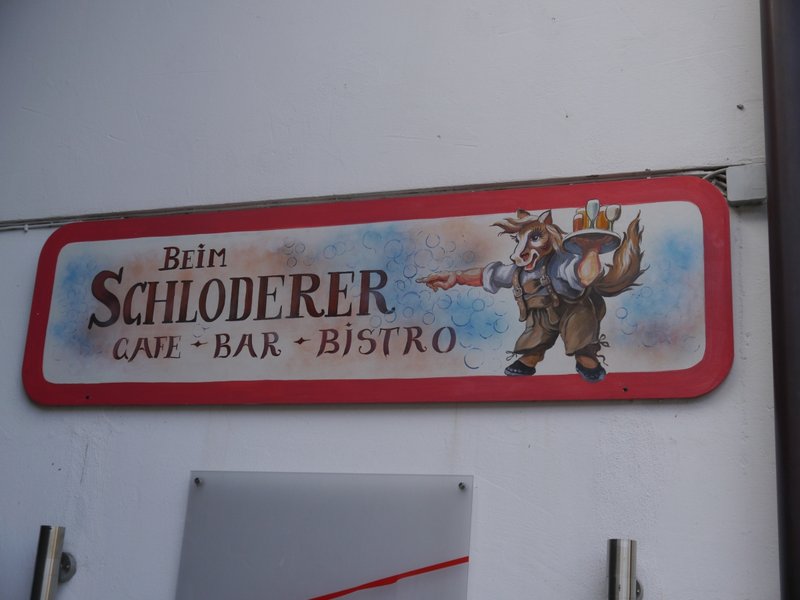 BEiM
SCHLODERER
CAFE - BAR - BiSTRO